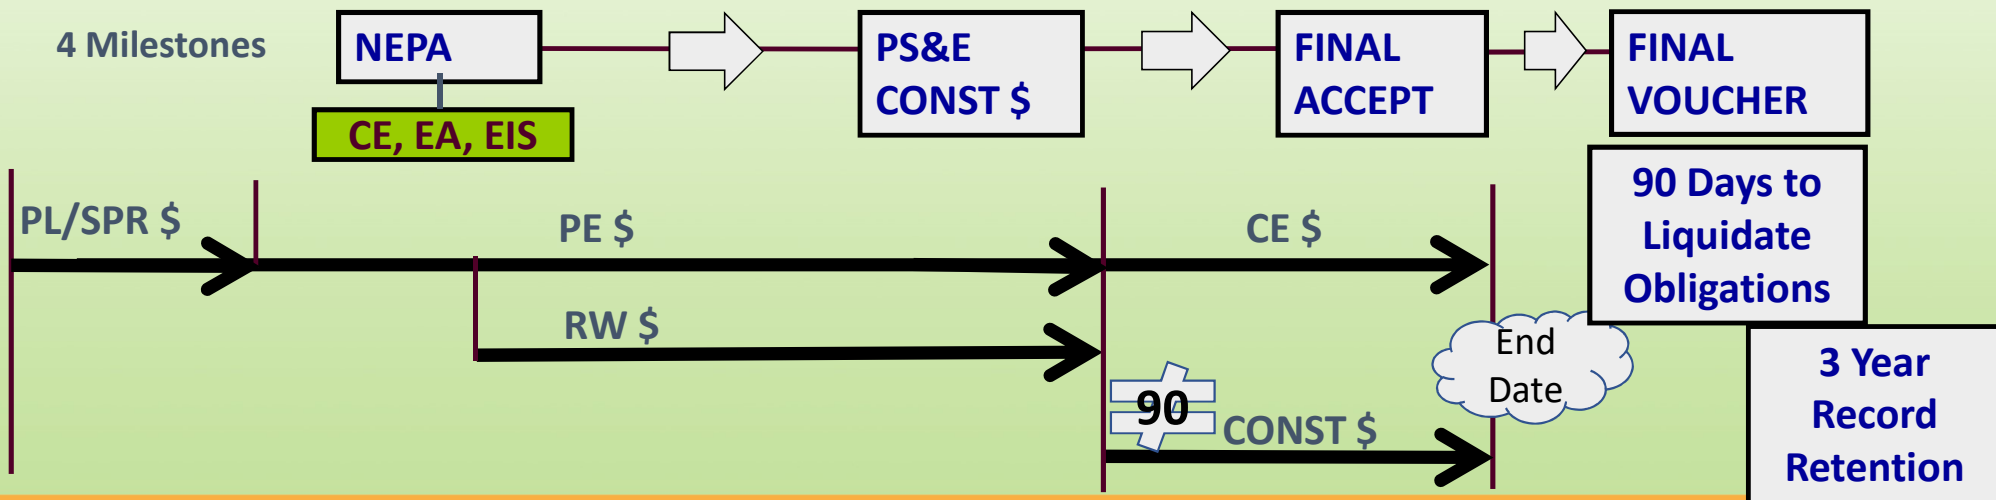 4 Milestones
NEPA
CE, EA, EIS
PS&E
CONST $
FINAL
ACCEPT
FINAL
VOUCHER
PL/SPR $
PE $
CE $
RW $
90
CONST $
End
Date
90 Days to
Liquidate
Obligations
3 Year
Record
Retention